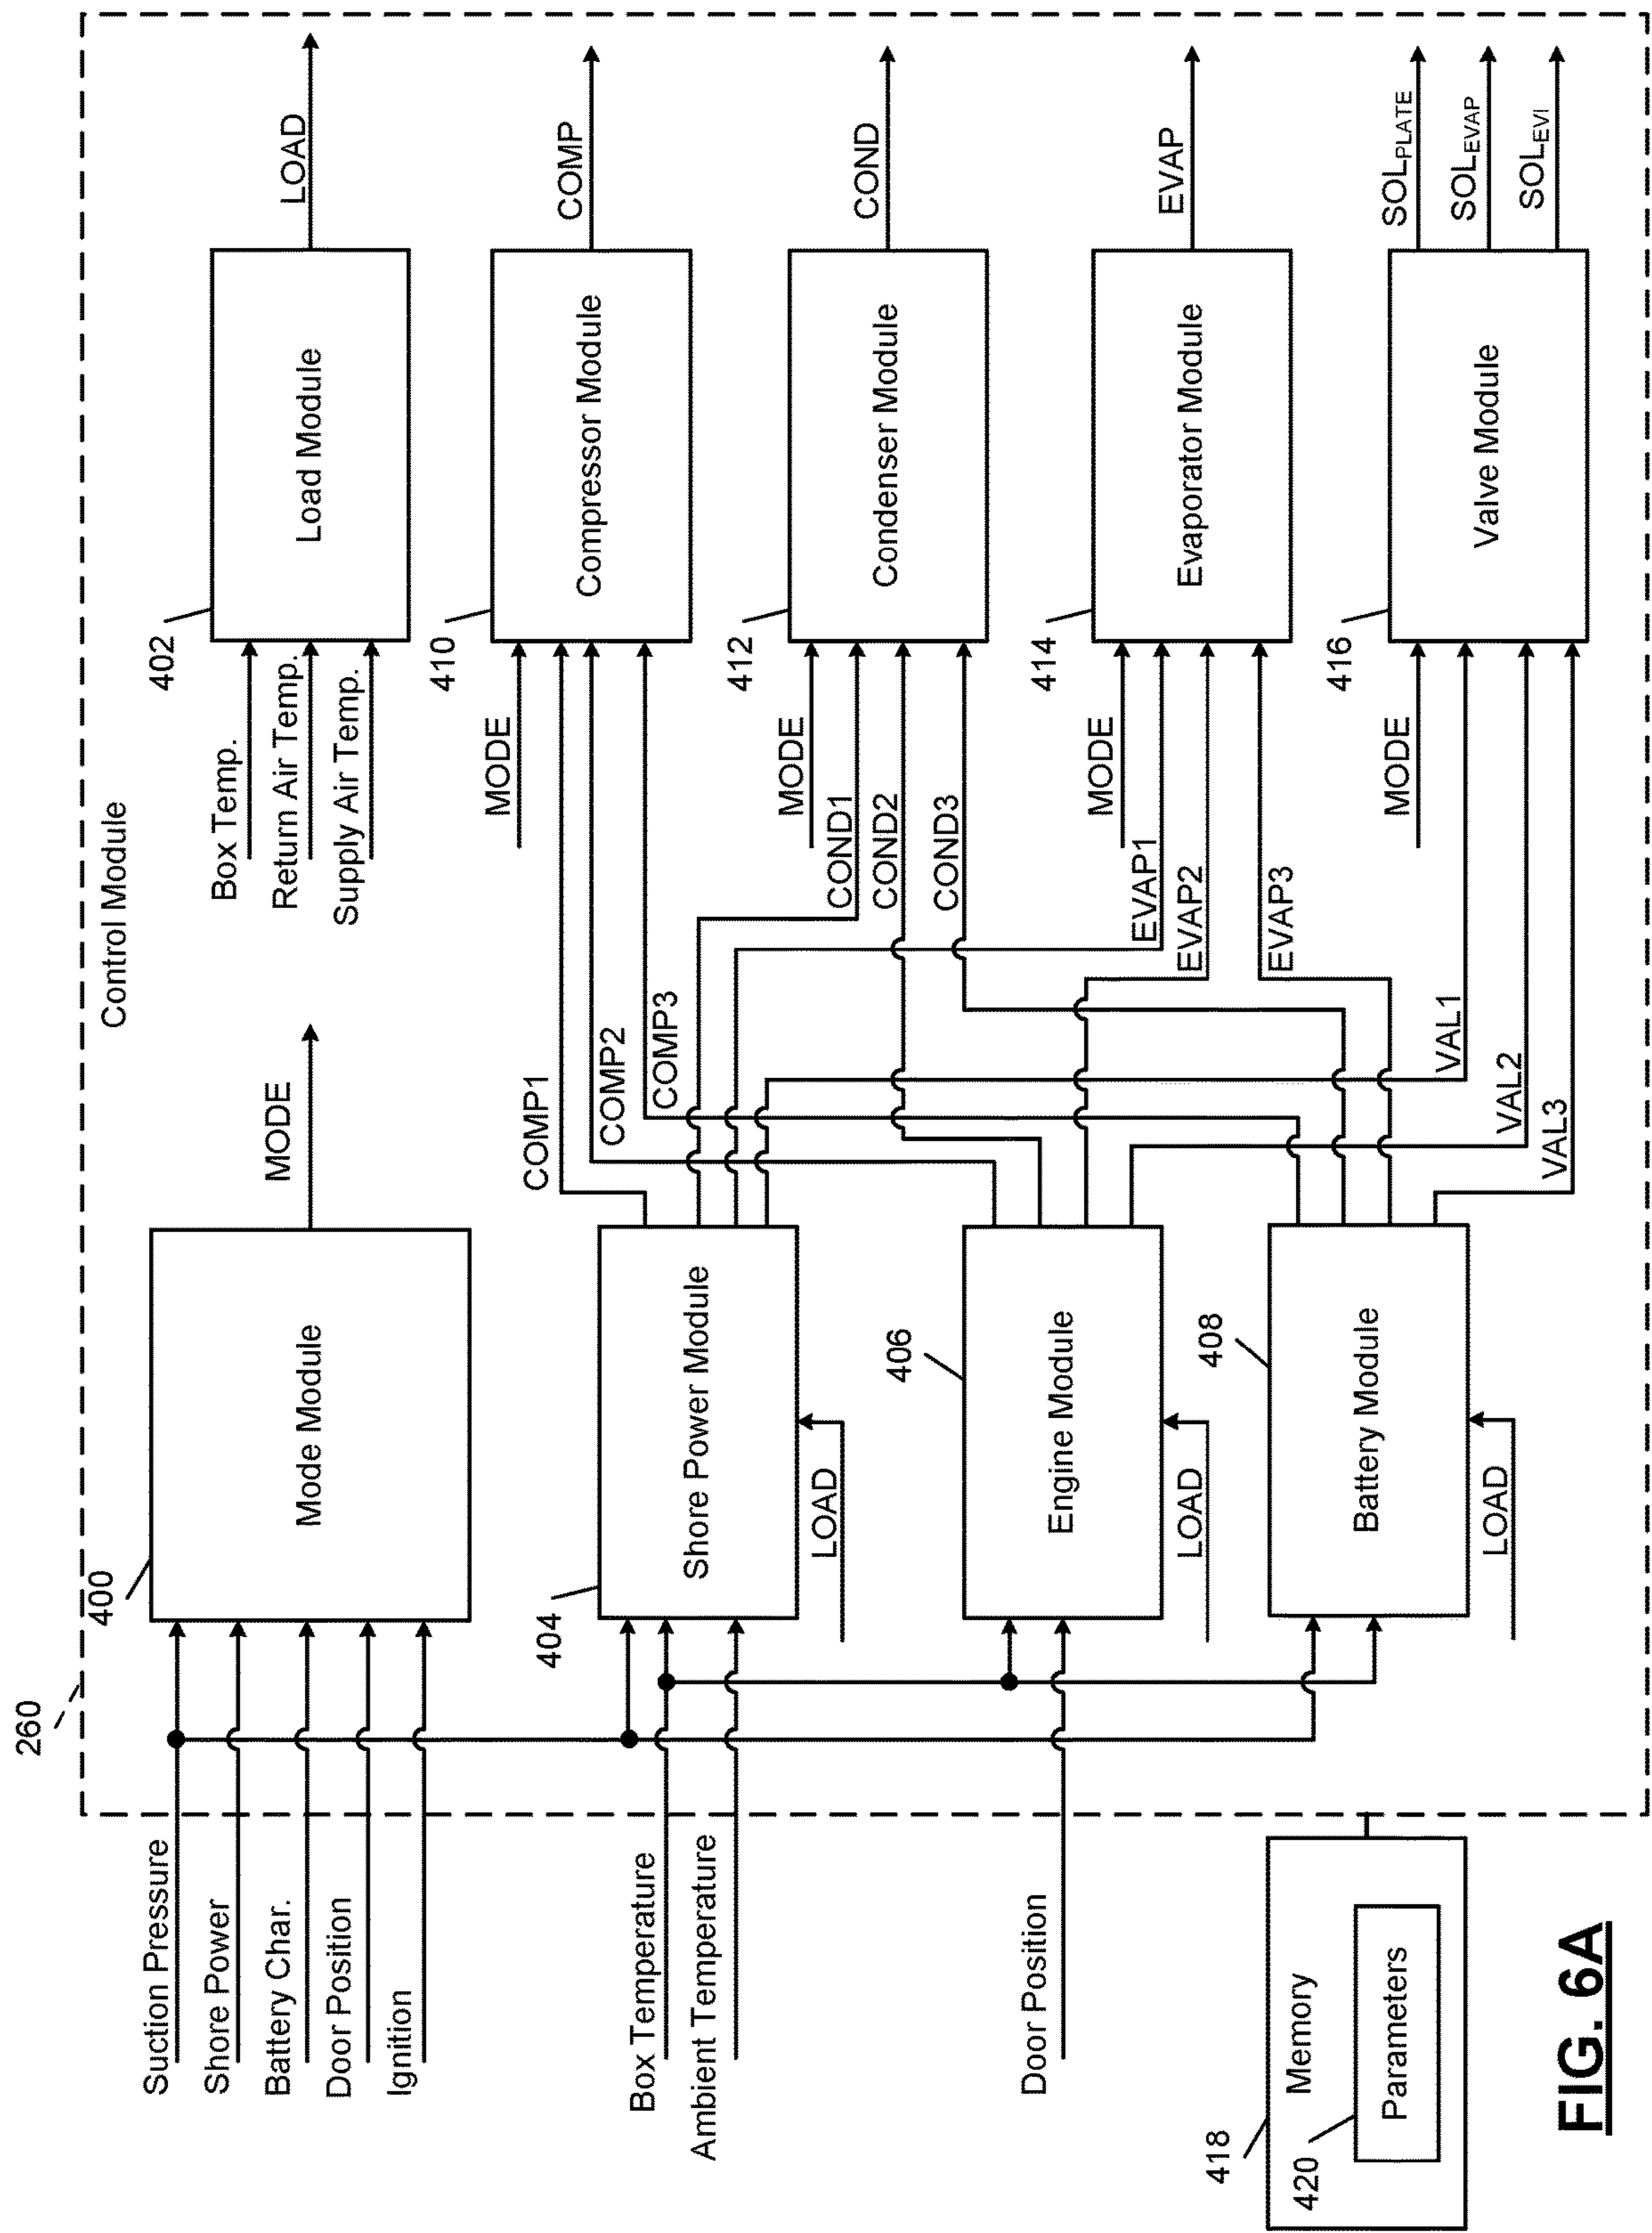 260
Control Module
Suction Pressure
Shore Power
Battery Char.
Door Position
Ignition
400
Mode Module
MODE
Box Temp.
Return Air Temp.
Supply Air Temp.
402
Load Module
LOAD
Box Temperature
Ambient Temperature
404
Shore Power Module
LOAD
COMP1
COMP2
COMP3
MODE
410
Compressor Module
COMP
MODE
COND1
COND2
COND3
412
Condenser Module
COND
Door Position
406
Engine Module
LOAD
MODE
EVAP1
EVAP2
EVAP3
414
Evaporator Module
EVAP
408
Battery Module
LOAD
MODE
VAL1
VAL2
VAL3
416
Valve Module
SOLPLATE
SOLEVAP
SOLEVI
418
Memory
420
Parameters
FIG. 6A